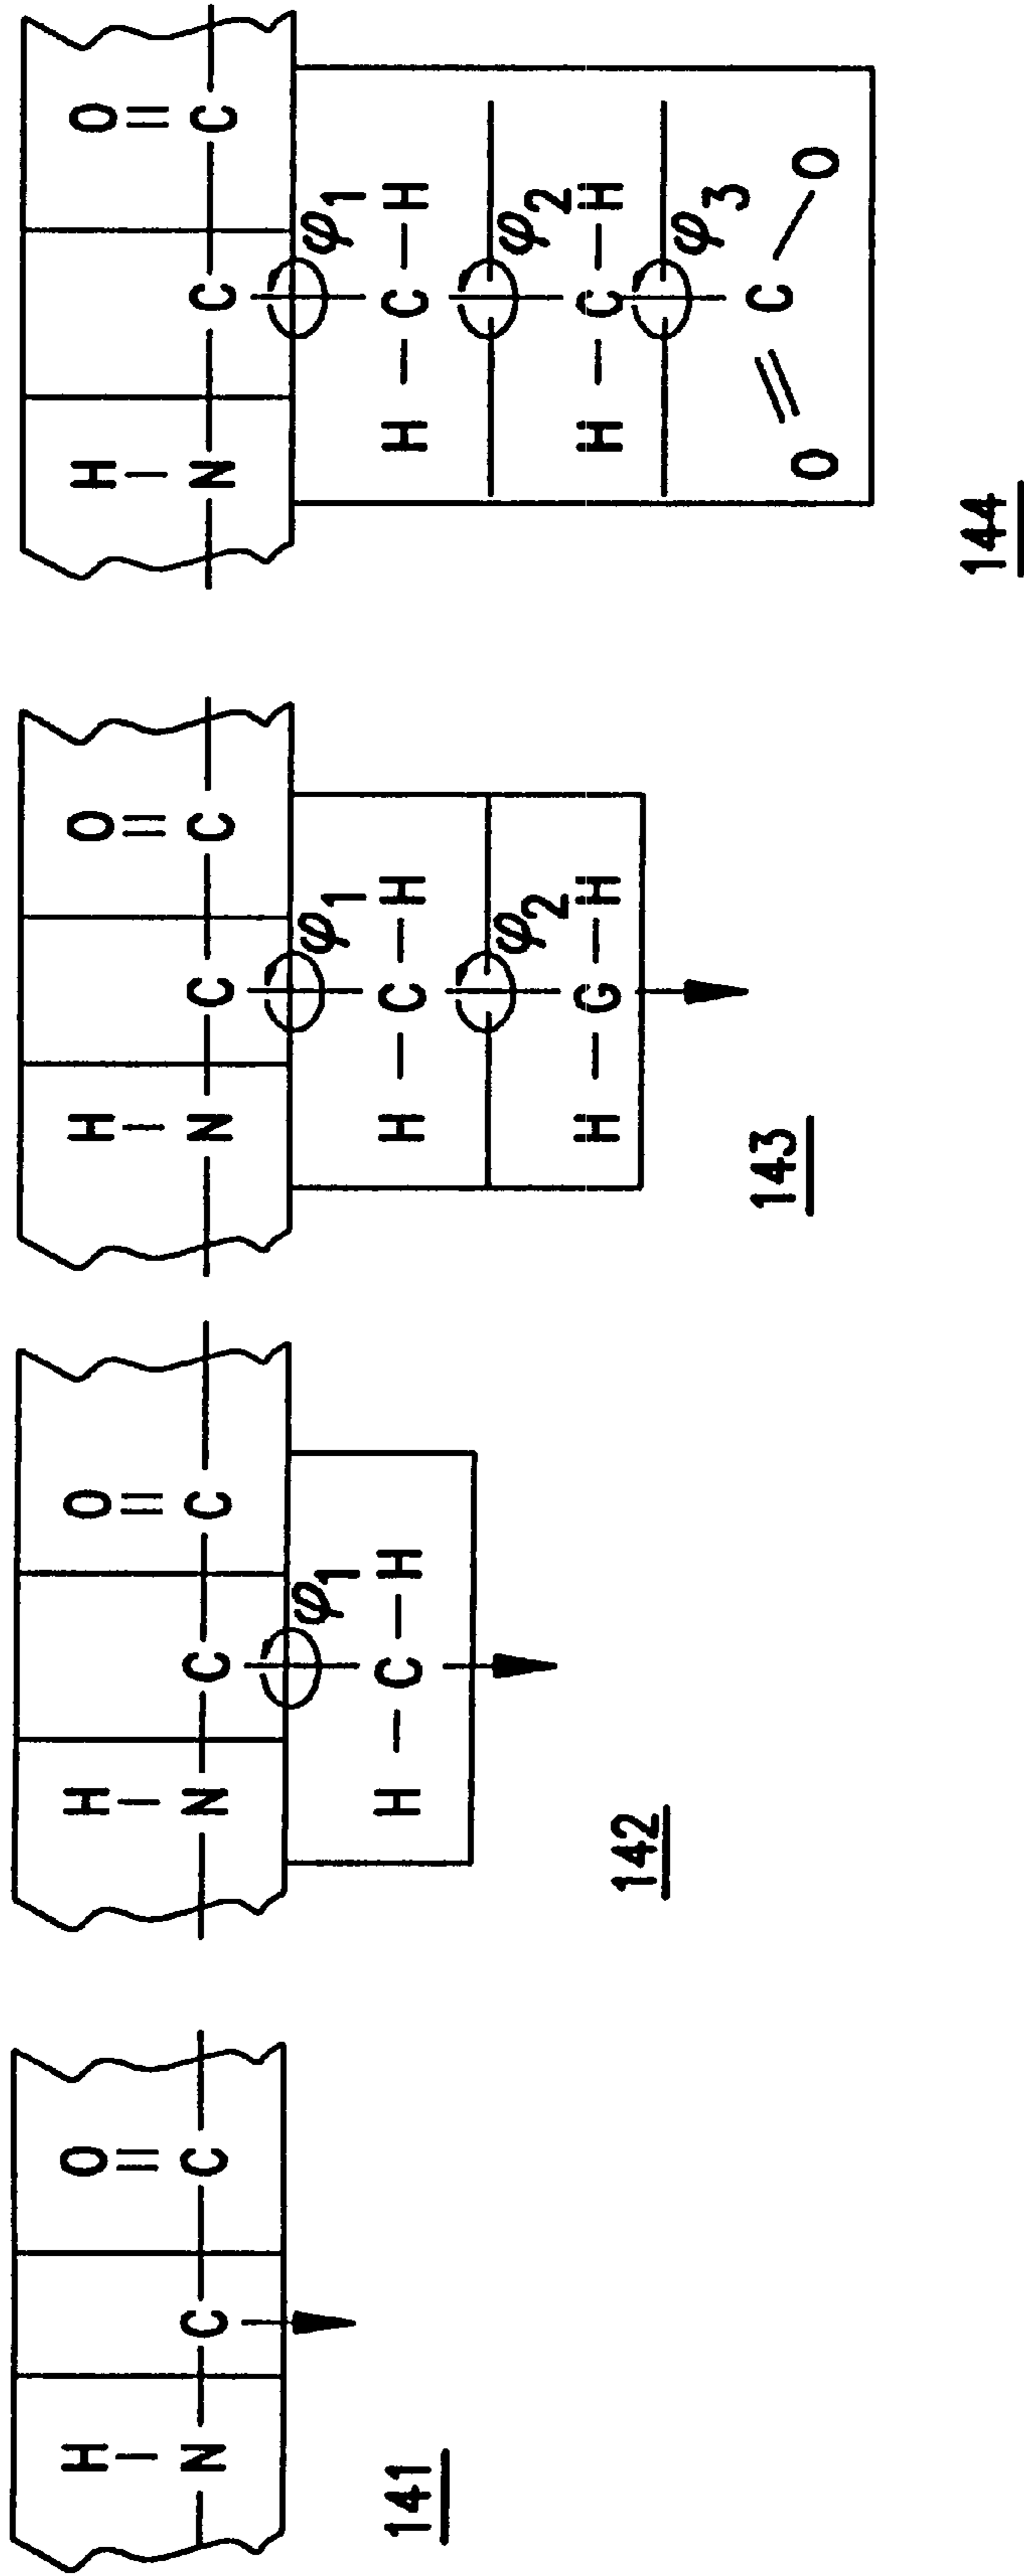 H O
N — C — C
141
H O
N — C — C
φ1
H — C — H
142
H O
N — C — C
φ1
H — C — H
φ2
H — G — H
143
H O
N — C — C
φ1
H — C — H
φ2
H — C — H
φ3
C
O O
144